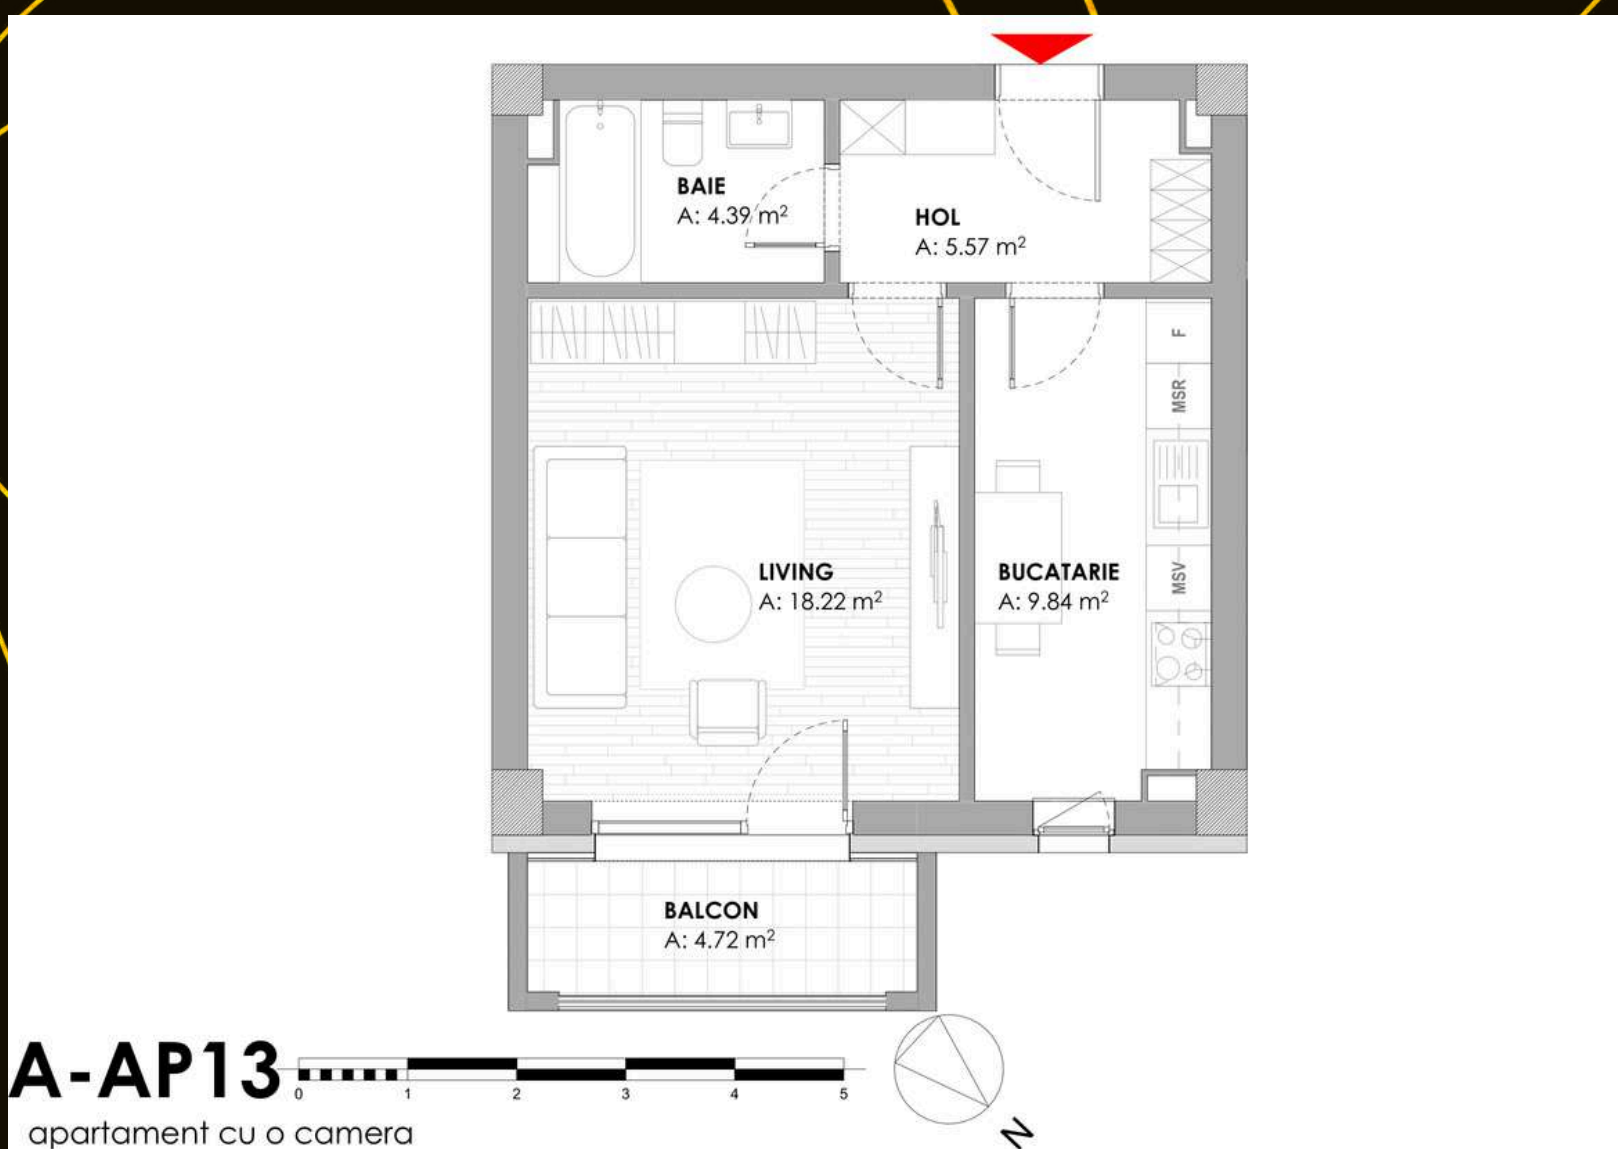 BAIE
A: 4.39 m²
HOL
A: 5.57 m²
F
MSR
MSV
LIVING
A: 18.22 m²
BUCATARIE
A: 9.84 m²
BALCON
A: 4.72 m²
A-AP13
0 1 2 3 4 5
apartament cu o camera
N